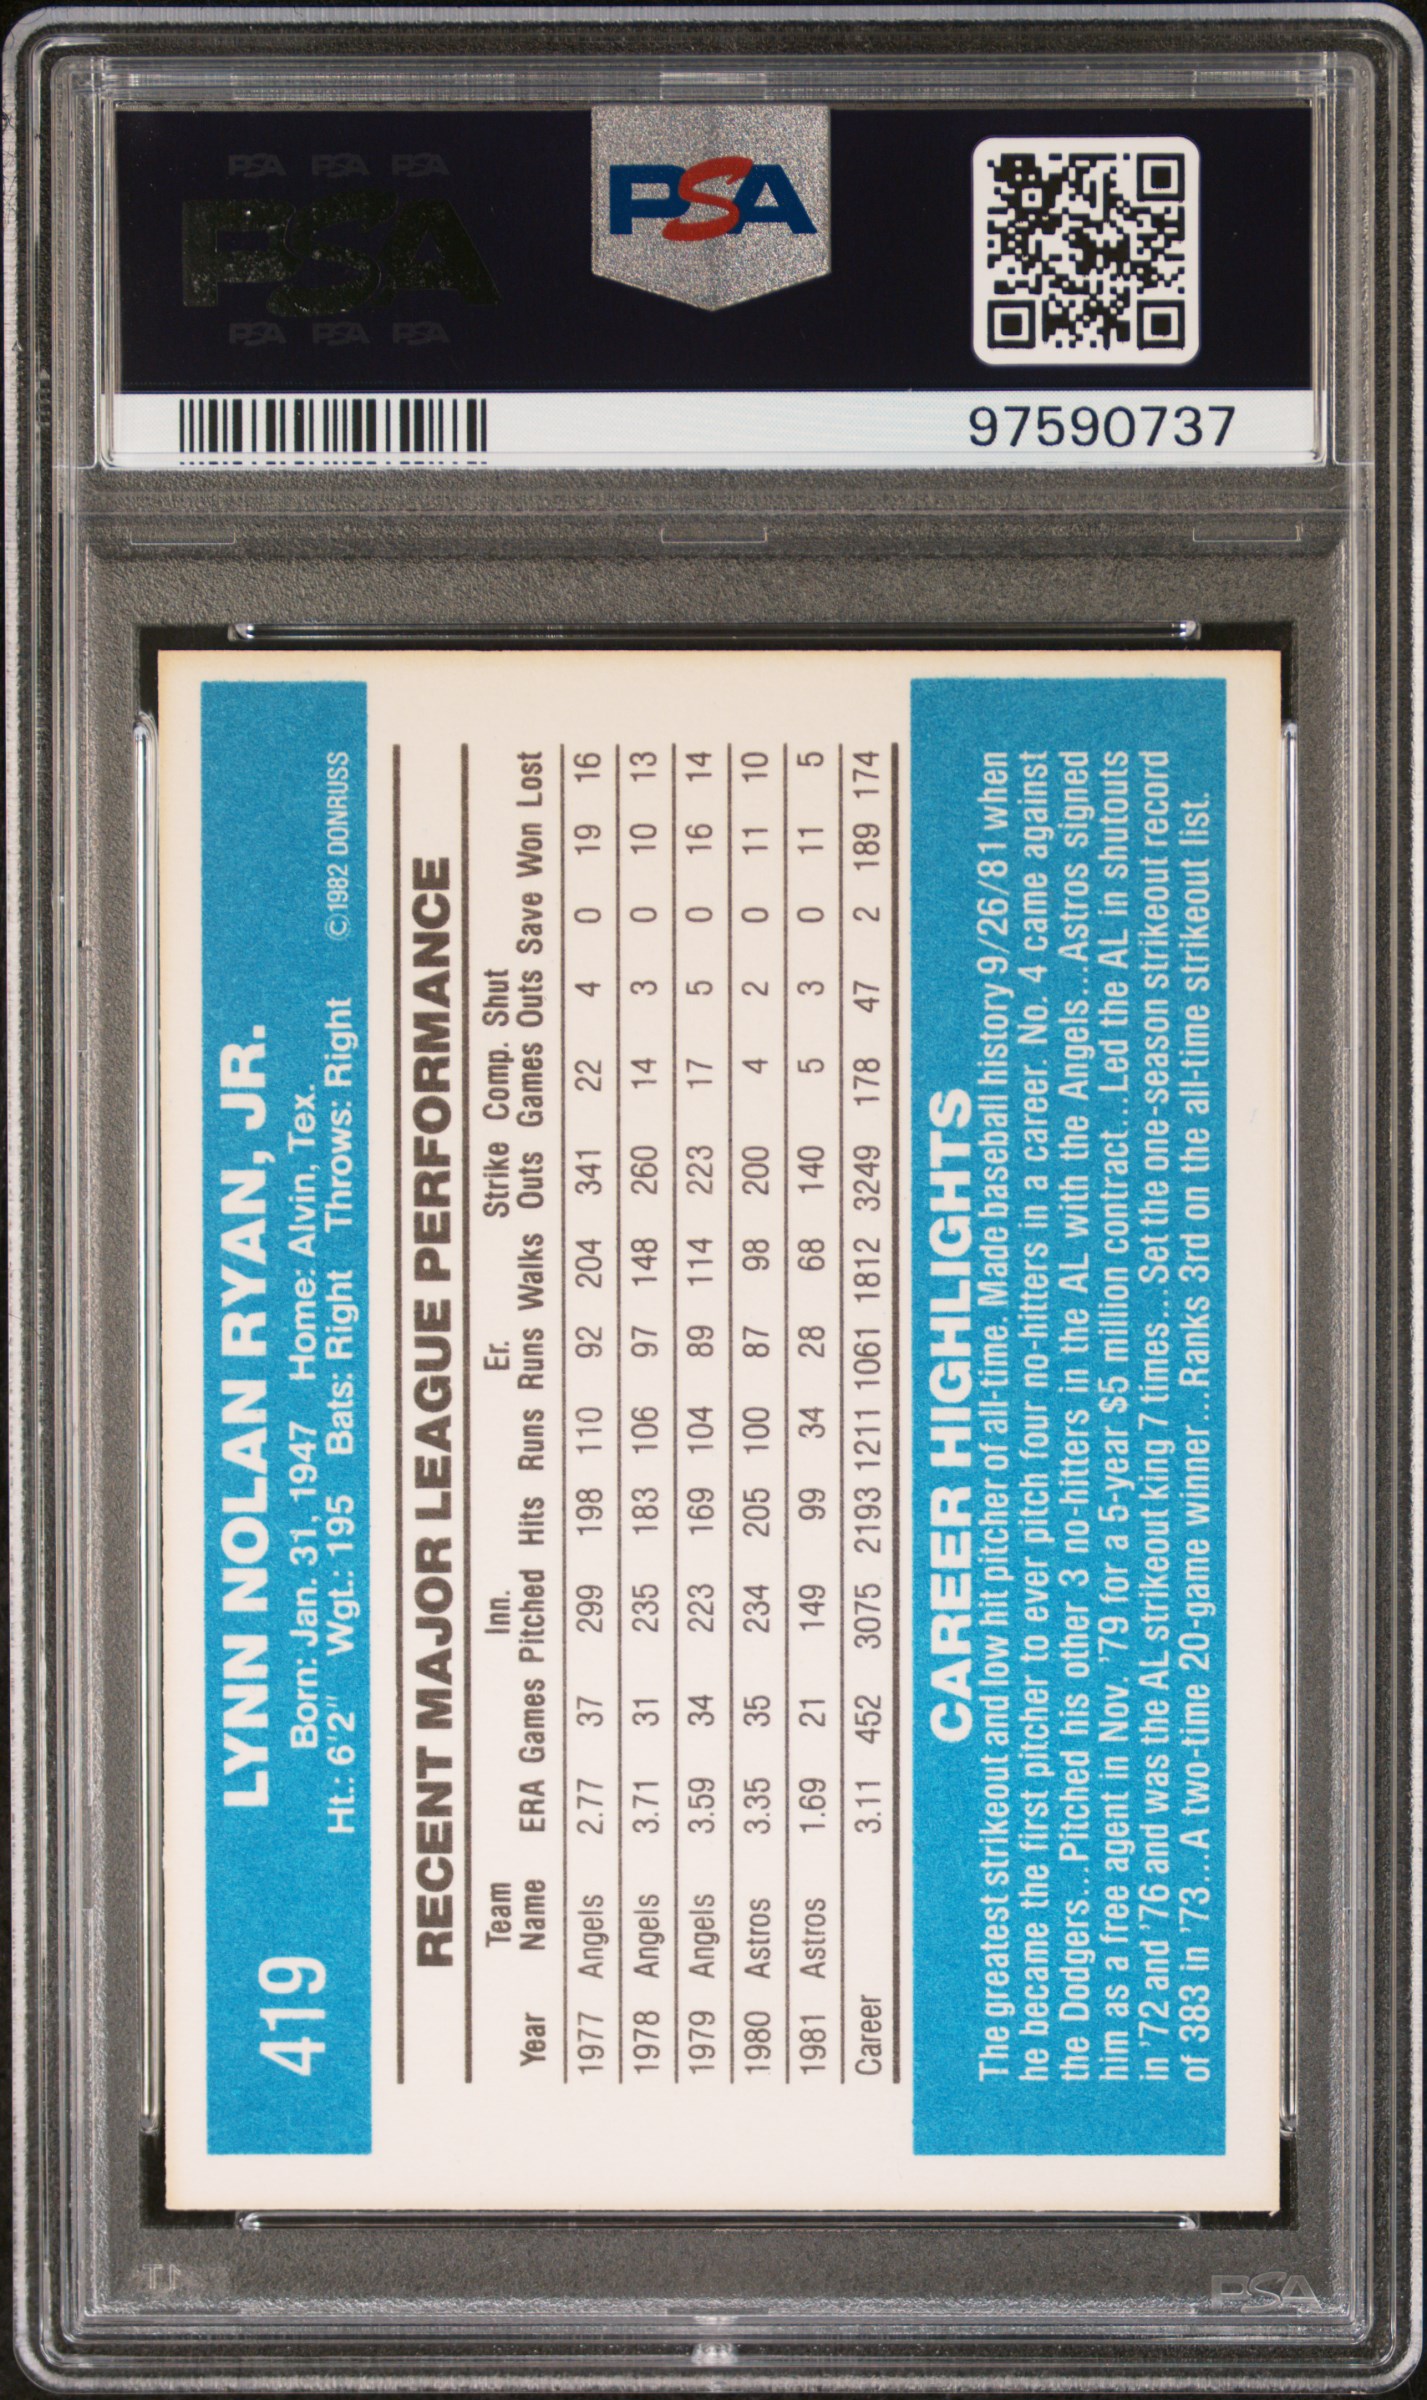 PSA PSA PSA
PSA
PSA PSA PSA
PSA
97590737
419
LYNN NOLAN RYAN, JR.
Born: Jan. 31, 1947 Home: Alvin, Tex.
Ht.: 6'2" Wgt.: 195 Bats: Right Throws: Right ©1982 DONRUSS
RECENT MAJOR LEAGUE PERFORMANCE
Team Inn. Er. Strike Comp. Shut
Year Name ERA Games Pitched Hits Runs Runs Walks Outs Games Outs Save Won Lost
1977 Angels 2.77 37 299 198 110 92 204 341 22 4 0 19 16
1978 Angels 3.71 31 235 183 106 97 148 260 14 3 0 10 13
1979 Angels 3.59 34 223 169 104 89 114 223 17 5 0 16 14
1980 Astros 3.35 35 234 205 100 87 98 200 4 2 0 11 10
1981 Astros 1.69 21 149 99 34 28 68 140 5 3 0 11 5
Career 3.11 452 3075 2193 1211 1061 1812 3249 178 47 2 189 174
CAREER HIGHLIGHTS
The greatest strikeout and low hit pitcher of all-time. Made baseball history 9/26/81 when
he became the first pitcher to ever pitch four no-hitters in a career. No. 4 came against
the Dodgers...Pitched his other 3 no-hitters in the AL with the Angels...Astros signed
him as a free agent in Nov. '79 for a 5-year $5 million contract...Led the AL in shutouts
in '72 and '76 and was the AL strikeout king 7 times...Set the one-season strikeout record
of 383 in '73...A two-time 20-game winner...Ranks 3rd on the all-time strikeout list.
PSA